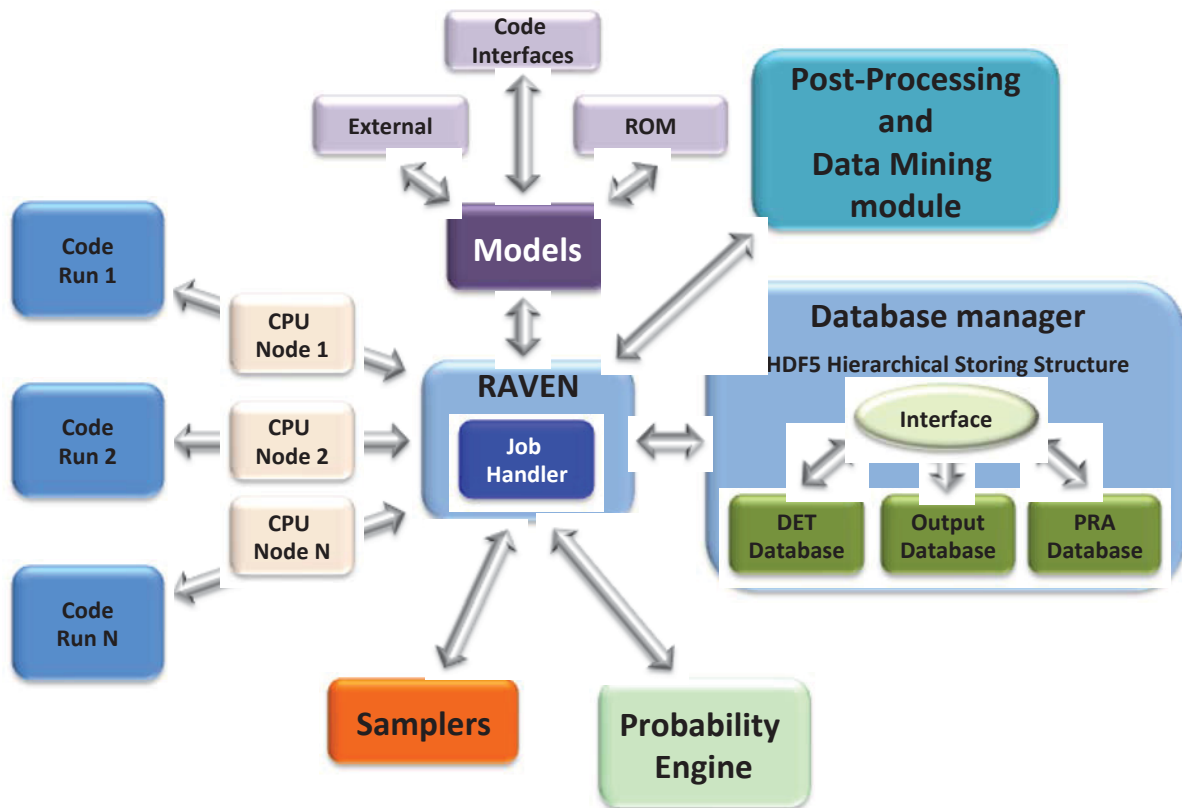 Code
Interfaces
External
ROM
Post-Processing
and
Data Mining
module
Models
Code
Run 1
CPU
Node 1
Database manager
HDF5 Hierarchical Storing Structure
Interface
RAVEN
Job
Handler
Code
Run 2
CPU
Node 2
DET
Database
Output
Database
PRA
Database
CPU
Node N
Code
Run N
Samplers
Probability
Engine